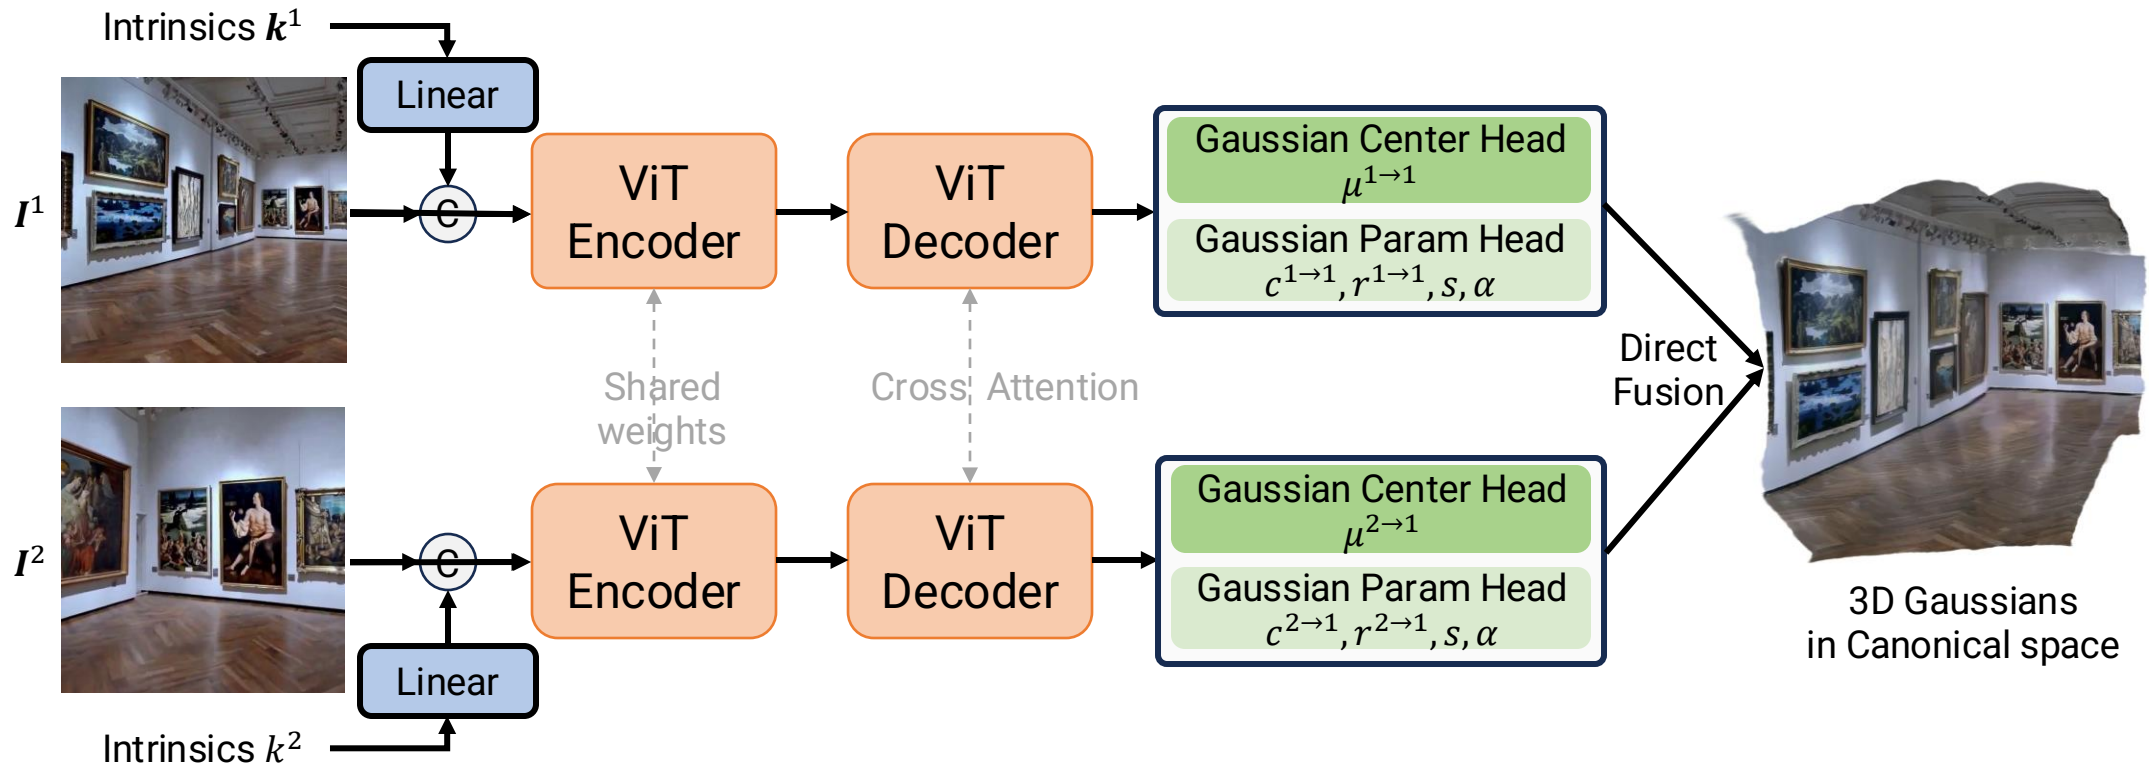 Intrinsics k¹
Linear
I¹
C
ViT
Encoder
ViT
Decoder
Gaussian Center Head
μ¹→¹
Gaussian Param Head
c¹→¹, r¹→¹, s, α
Shared
weights
Cross Attention
Direct
Fusion
I²
C
ViT
Encoder
ViT
Decoder
Gaussian Center Head
μ²→¹
Gaussian Param Head
c²→¹, r²→¹, s, α
Linear
Intrinsics k²
3D Gaussians
in Canonical space